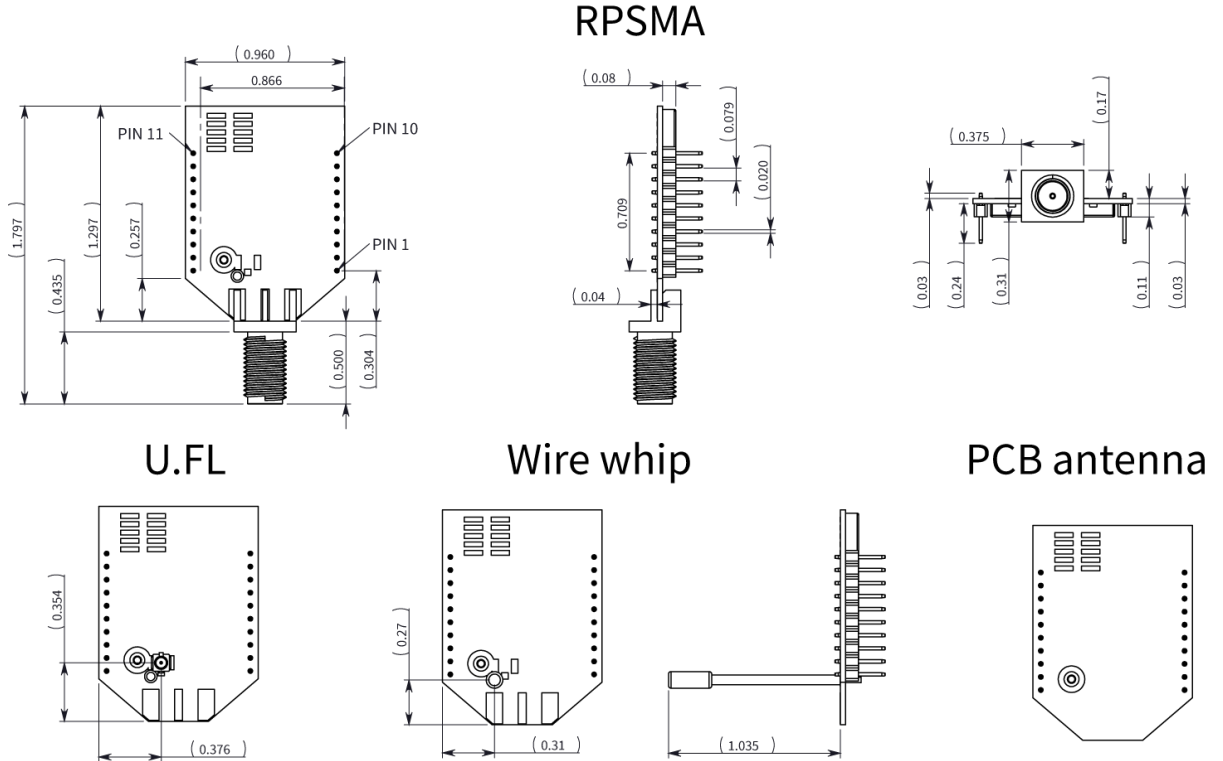 RPSMA
( 0.960 )
0.866
PIN 11
PIN 10
PIN 1
( 1.797 )
( 1.297 )
( 0.257 )
( 0.435 )
( 0.500 )
( 0.304 )
( 0.08 )
( 0.079 )
( 0.020 )
0.709
( 0.04 )
( 0.17 )
( 0.375 )
( 0.03 )
( 0.24 )
( 0.31 )
( 0.11 )
( 0.03 )
U.FL
Wire whip
PCB antenna
( 0.354 )
( 0.376 )
( 0.27 )
( 0.31 )
( 1.035 )